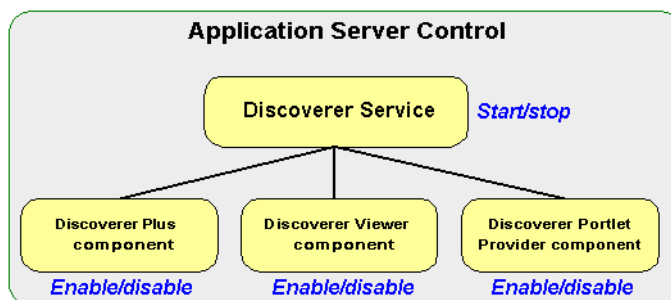 Application Server Control
Discoverer Service
Start/stop
Discoverer Plus
component
Discoverer Viewer
component
Discoverer Portlet
Provider component
Enable/disable
Enable/disable
Enable/disable